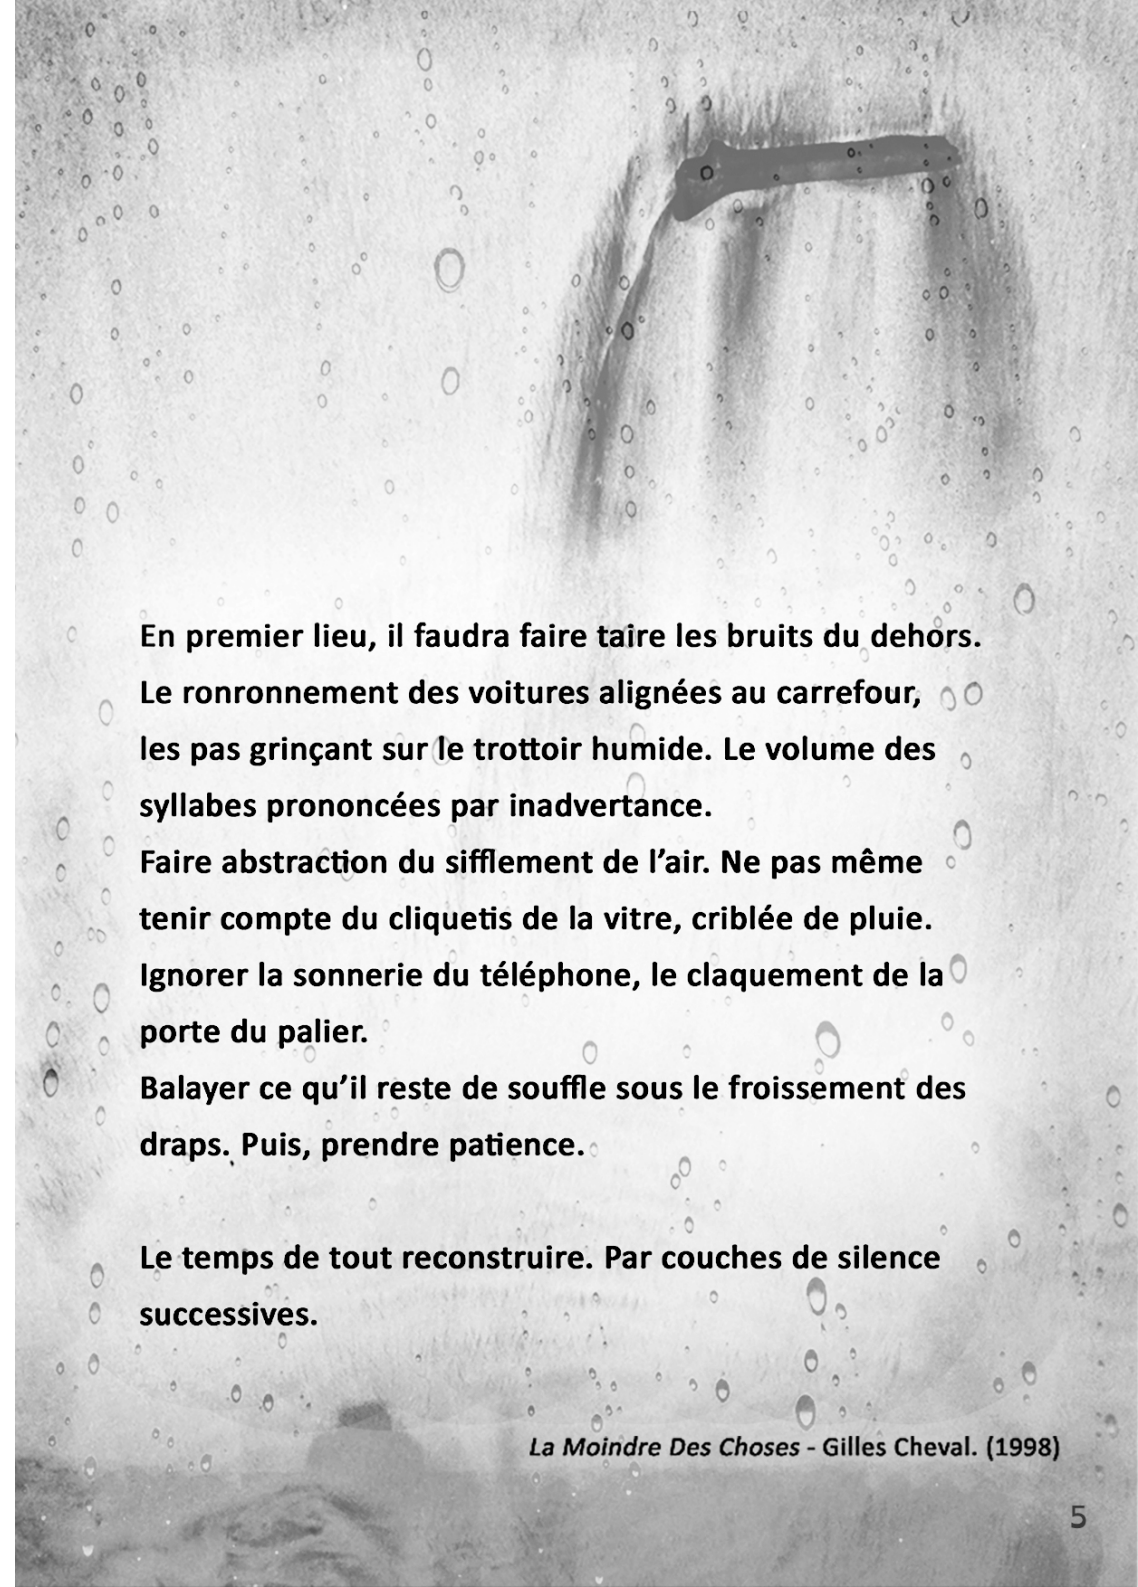 En premier lieu, il faudra faire taire les bruits du dehors.
Le ronronnement des voitures alignées au carrefour,
les pas grinçant sur le trottoir humide. Le volume des
syllabes prononcées par inadvertance.
Faire abstraction du sifflement de l’air. Ne pas même
tenir compte du cliquetis de la vitre, criblée de pluie.
Ignorer la sonnerie du téléphone, le claquement de la
porte du palier.
Balayer ce qu’il reste de souffle sous le froissement des
draps. Puis, prendre patience.
Le temps de tout reconstruire. Par couches de silence
successives.
La Moindre Des Choses - Gilles Cheval. (1998)
5